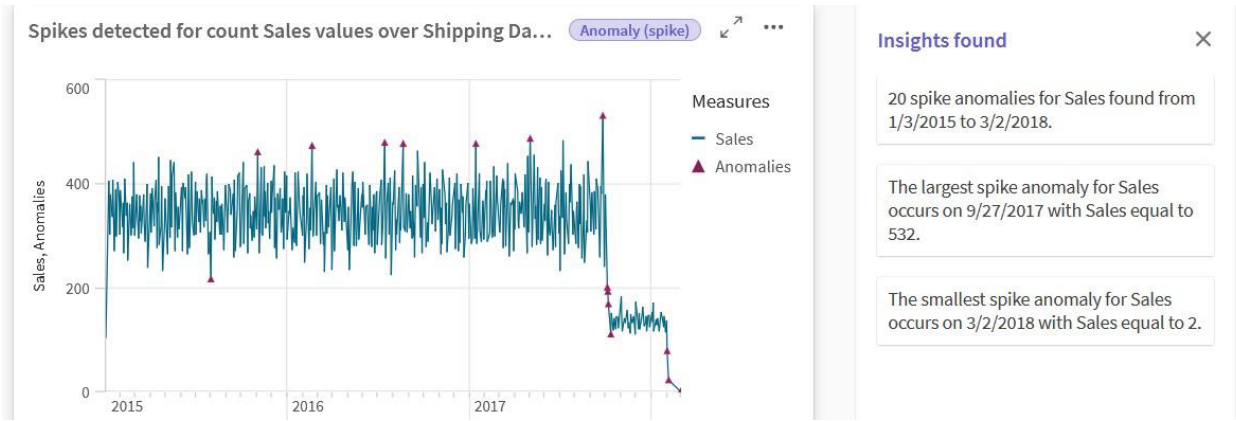 Spikes detected for count Sales values over Shipping Da...
Anomaly (spike)
Sales, Anomalies
600
400
200
0
2015
2016
2017
Measures
Sales
Anomalies
Insights found
20 spike anomalies for Sales found from
1/3/2015 to 3/2/2018.
The largest spike anomaly for Sales
occurs on 9/27/2017 with Sales equal to
532.
The smallest spike anomaly for Sales
occurs on 3/2/2018 with Sales equal to 2.